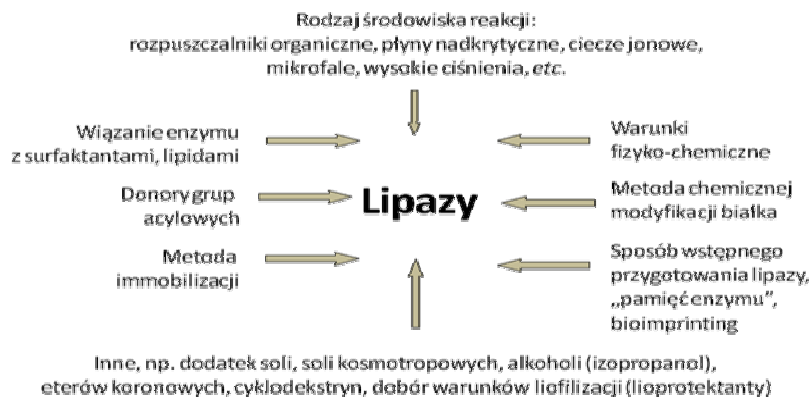 Rodzaj środowiska reakcji:
rozpuszczalniki organiczne, płyny nadkrytyczne, ciecze jonowe,
mikrofale, wysokie ciśnienia, etc.
Wiązanie enzymu
z surfaktantami, lipidami
Donory grup
acylowych
Metoda
immobilizacji
Lipazy
Warunki
fizyko-chemiczne
Metoda chemicznej
modyfikacji białka
Sposób wstępnego
przygotowania lipazy,
„pamięć enzymu”,
bioimprinting
Inne, np. dodatek soli, soli kosmotropowych, alkoholi (izopropanol),
eterów koronowych, cyklodekstryn, dobór warunków liofilizacji (lioprotektanty)